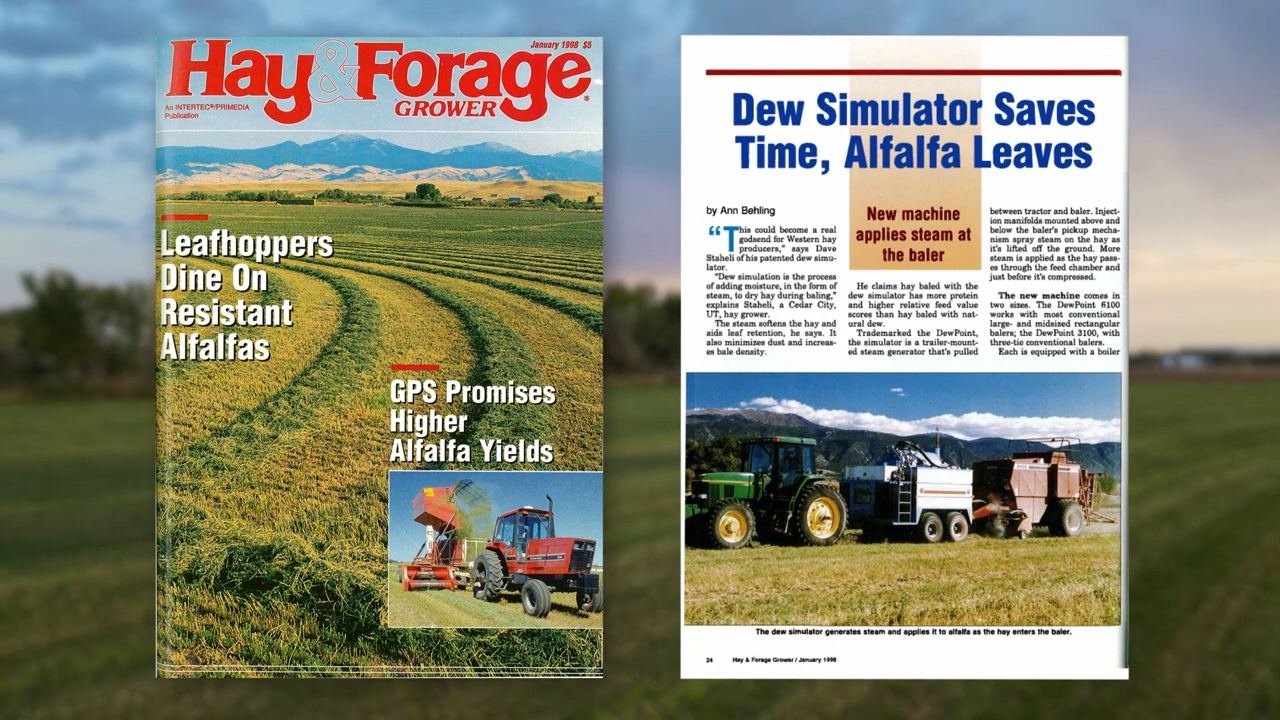 January 1998 $5
Hay&Forage
GROWER®
An INTERTEC®/PRIMEDIA
Publication
Leafhoppers
Dine On
Resistant
Alfalfas
GPS Promises
Higher
Alfalfa Yields
Dew Simulator Saves
Time, Alfalfa Leaves
by Ann Behling
“This could become a real
godsend for Western hay
producers,” says Dave
Staheli of his patented dew simu-
lator.
“Dew simulation is the process
of adding moisture, in the form of
steam, to dry hay during baling,”
explains Staheli, a Cedar City,
UT, hay grower.
The steam softens the hay and
aids leaf retention, he says. It
also minimizes dust and increas-
es bale density.
New machine
applies steam at
the baler
He claims hay baled with the
dew simulator has more protein
and higher relative feed value
scores than hay baled with nat-
ural dew.
Trademarked the DewPoint,
the simulator is a trailer-mount-
ed steam generator that's pulled
between tractor and baler. Inject-
ion manifolds mounted above and
below the baler's pickup mecha-
nism spray steam on the hay as
it's lifted off the ground. More
steam is applied as the hay pass-
es through the feed chamber and
just before it's compressed.
The new machine comes in
two sizes. The DewPoint 6100
works with most conventional
large- and midsized rectangular
balers; the DewPoint 3100, with
three-tie conventional balers.
Each is equipped with a boiler
The dew simulator generates steam and applies it to alfalfa as the hay enters the baler.
24 Hay & Forage Grower / January 1998